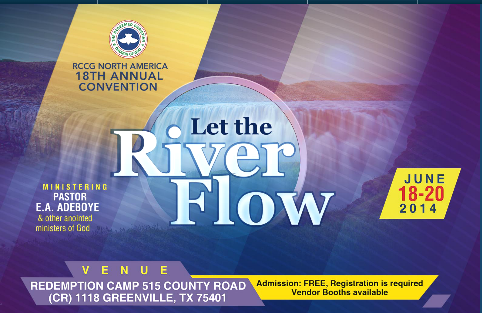 RCCG NORTH AMERICA
18TH ANNUAL
CONVENTION
Let the
River
Flow
MINISTERING
PASTOR
E.A. ADEBOYE
& other anointed
ministers of God
JUNE
18-20
2014
VENUE
REDEMPTION CAMP 515 COUNTY ROAD
(CR) 1118 GREENVILLE, TX 75401
Admission: FREE, Registration is required
Vendor Booths available